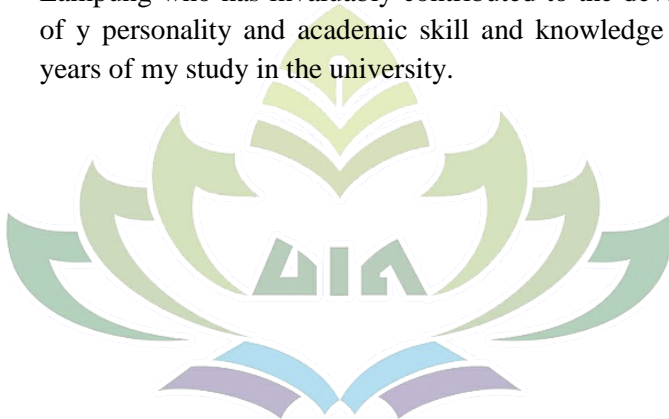 Lampung who has invaluably contributed to the
of y personality and academic skill and knowledge
years of my study in the university.
UIN